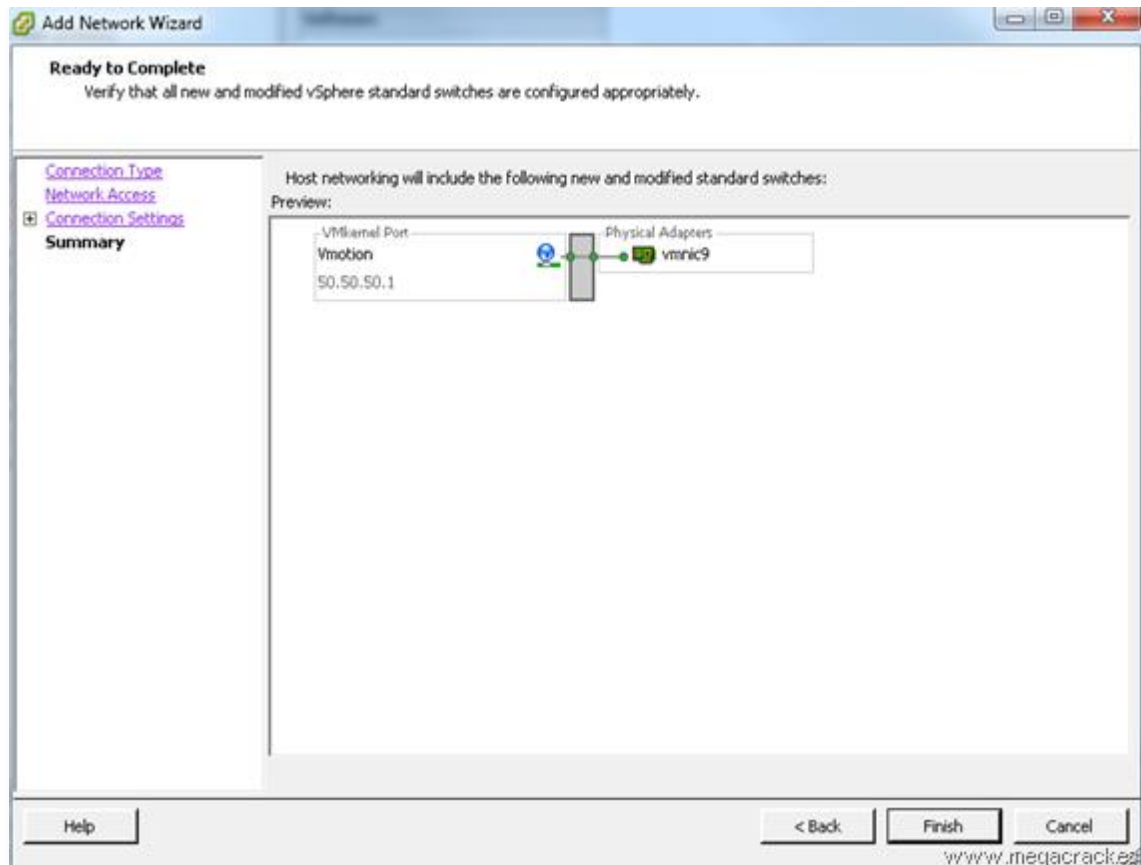 Add Network Wizard
Ready to Complete
Verify that all new and modified vSphere standard switches are configured appropriately.
Connection Type
Network Access
Connection Settings
Summary
Host networking will include the following new and modified standard switches:
Preview:
VMkernel Port
Vmotion
50.50.50.1
Physical Adapters
vmnic9
Help
< Back
Finish
Cancel
www.megacrack.es